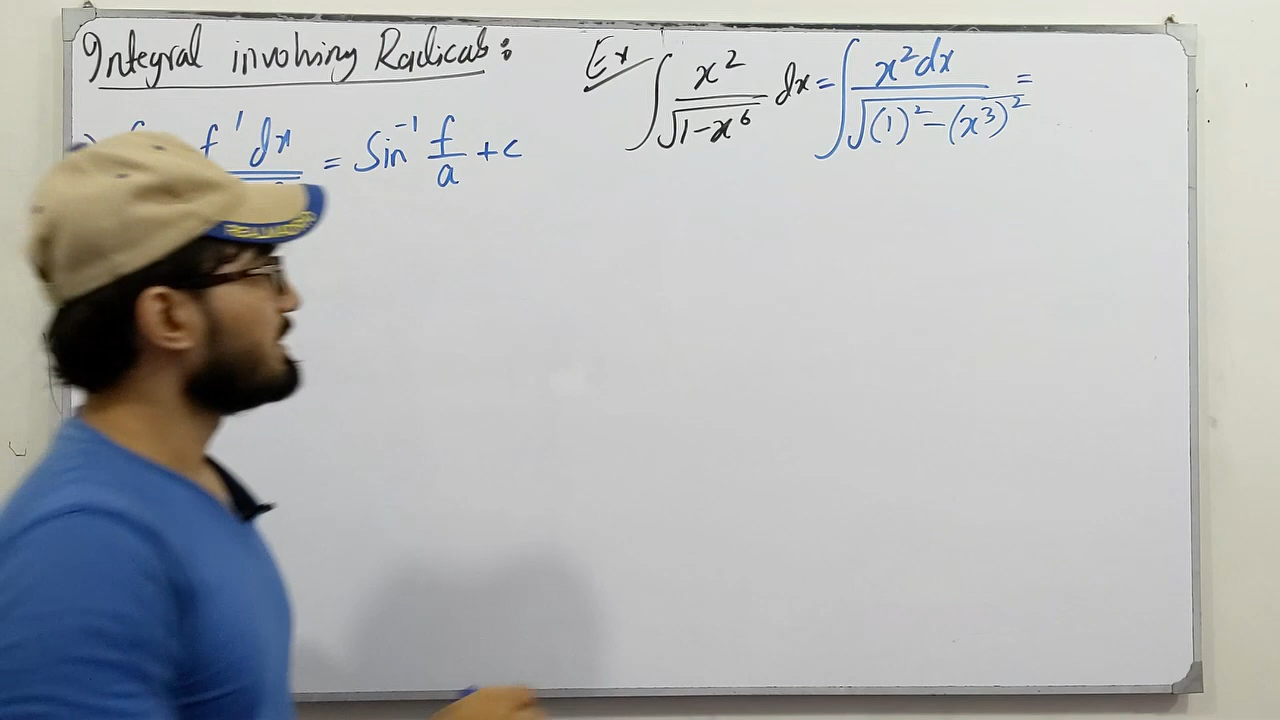 Integral involving Radicals:
f' dx = Sin⁻¹ f/a + c
Ex ∫ x²/√(1-x⁶) dx = ∫ x²dx/√((1)²-(x³)²) =